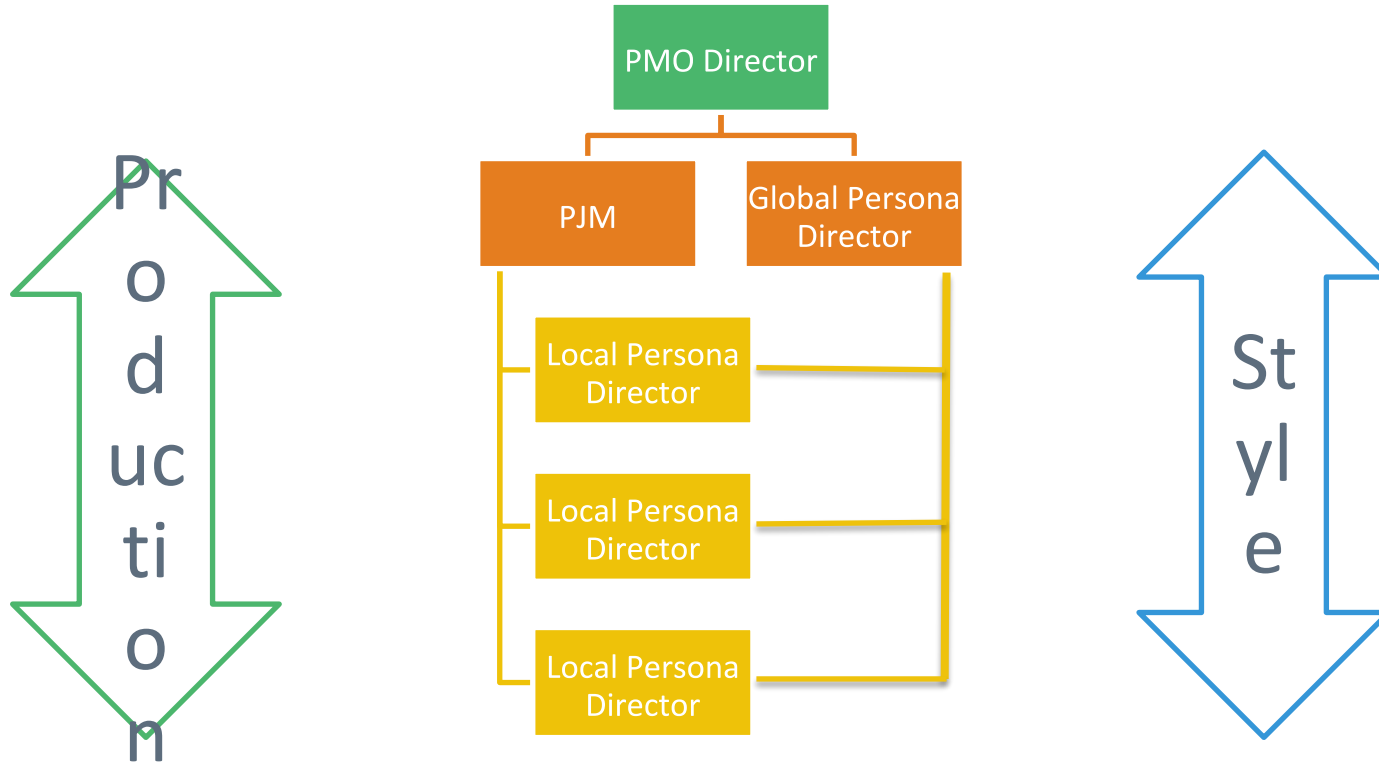 PMO Director
PJM
Global Persona
Director
Local Persona
Director
Local Persona
Director
Local Persona
Director
Pr
o
d
uc
ti
o
n
St
yl
e